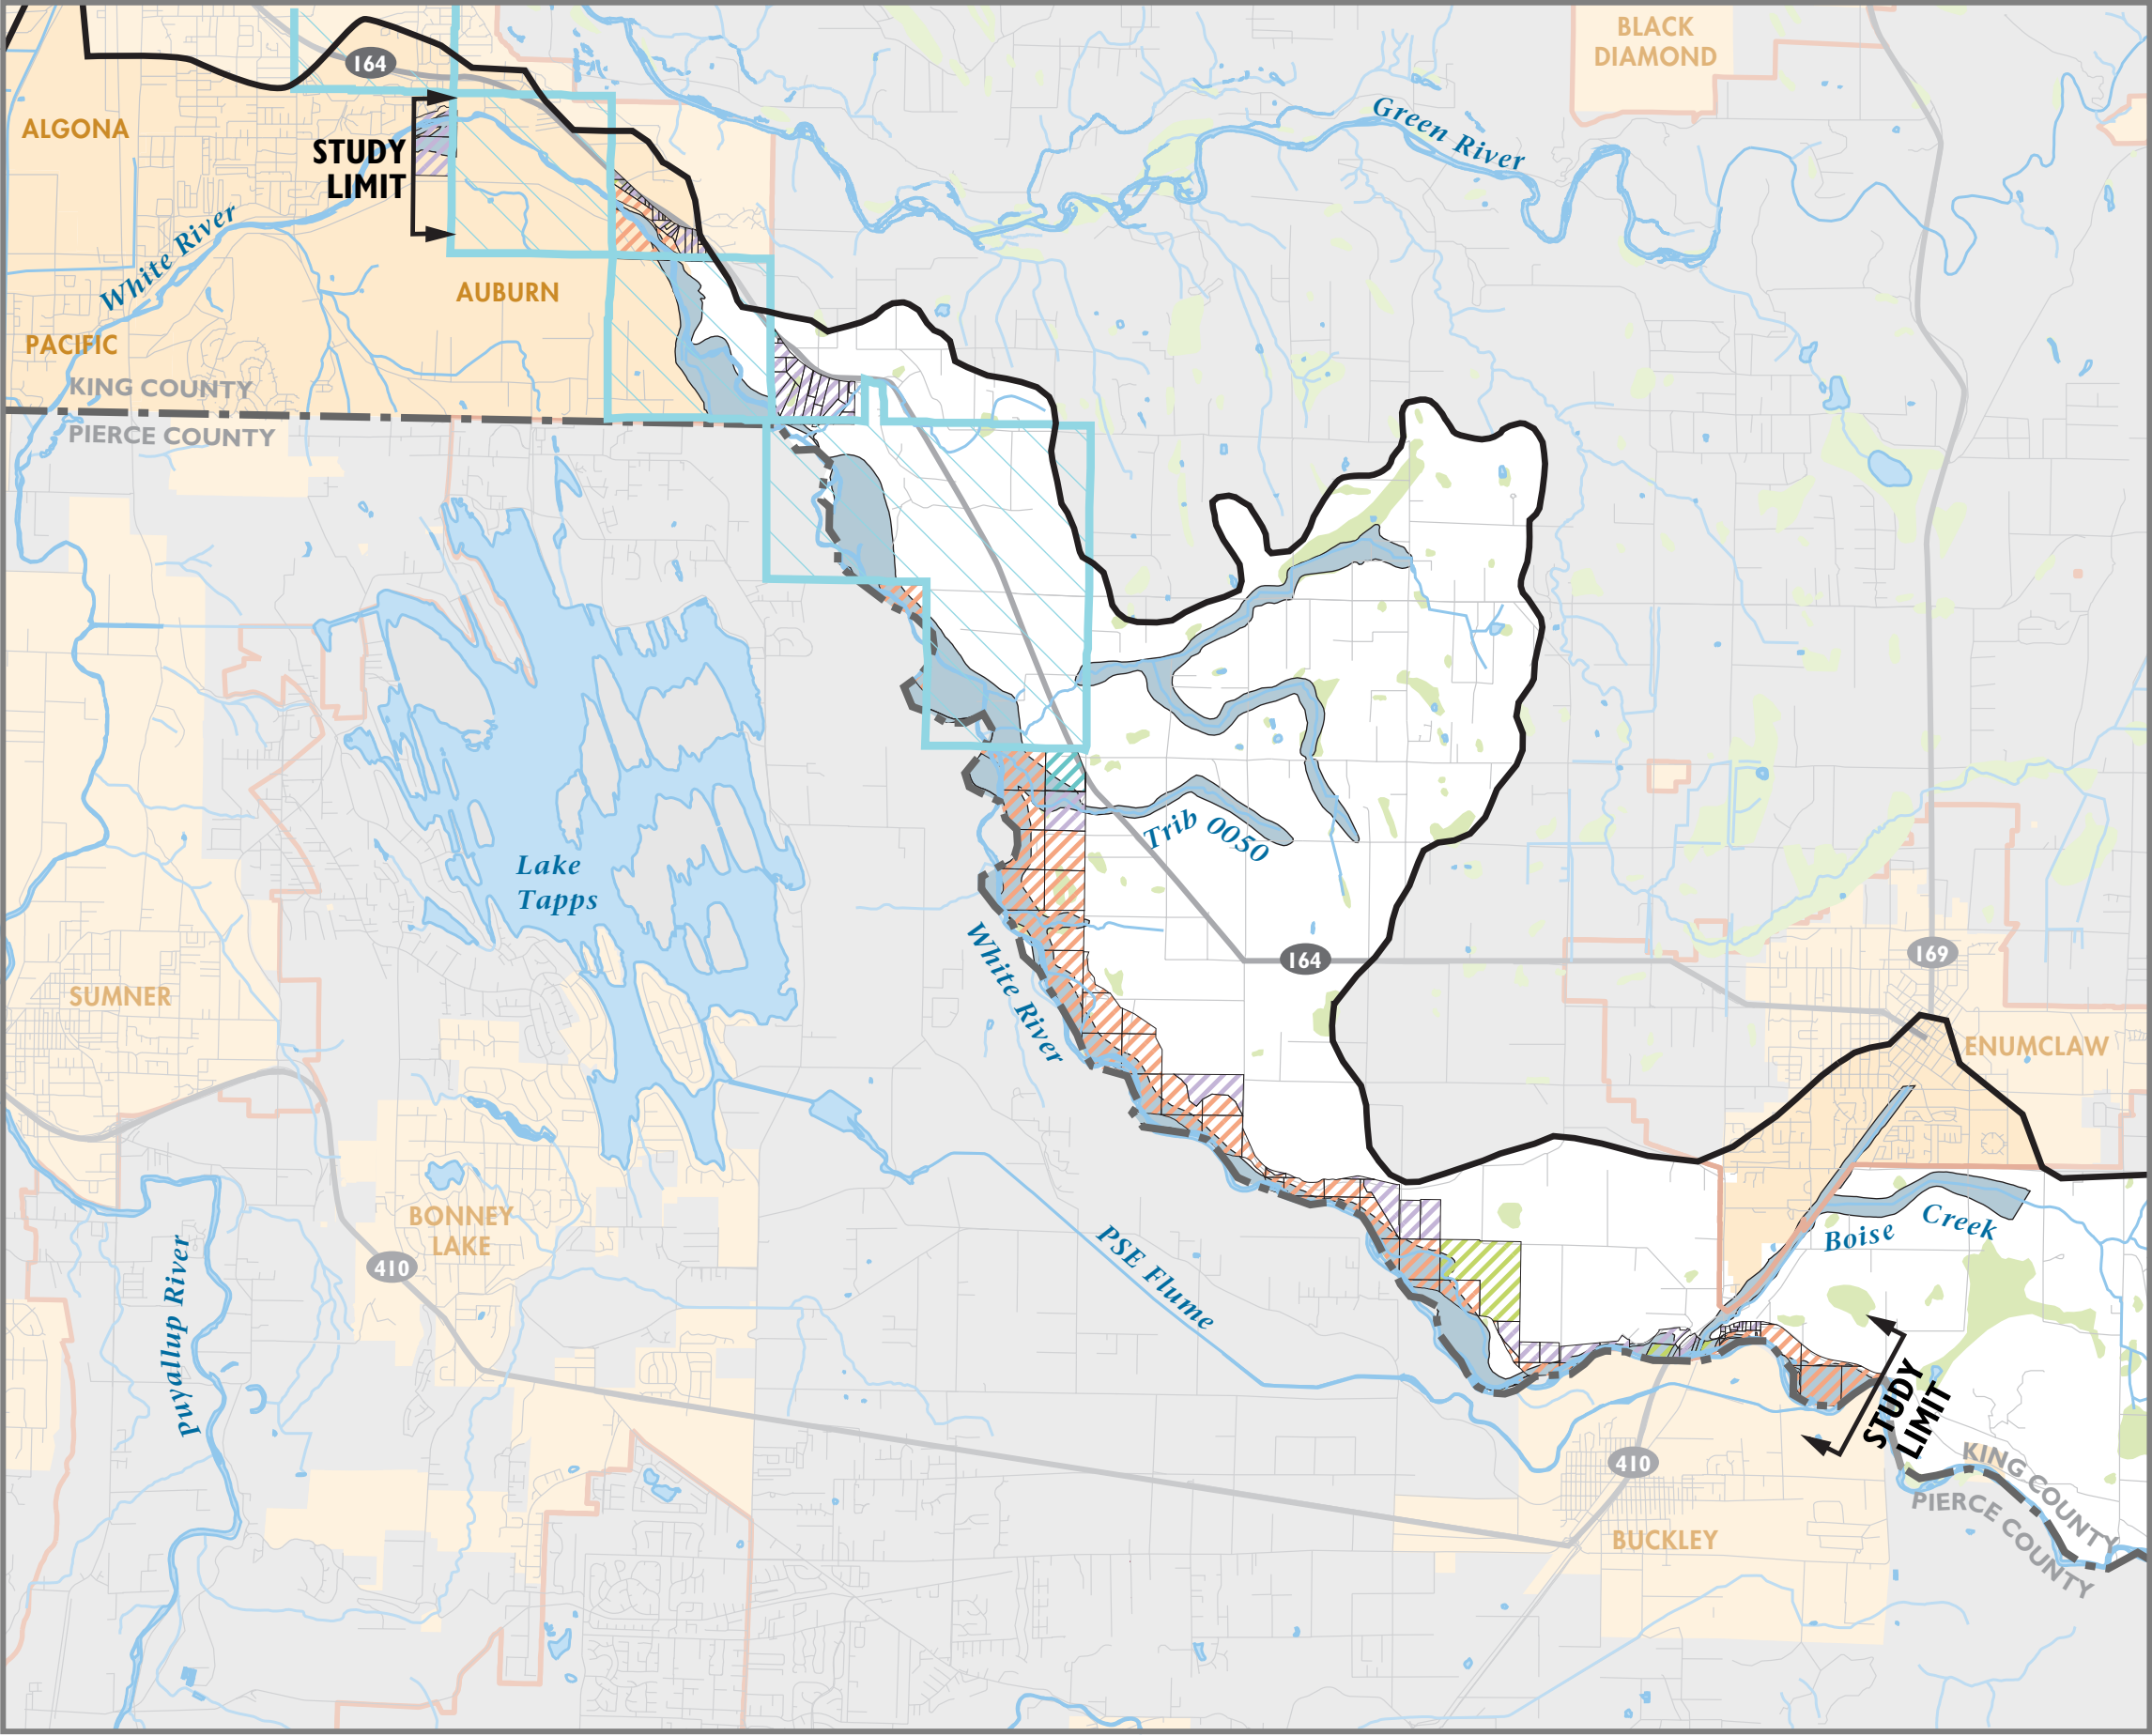 BLACK
DIAMOND
164
Green River
ALGONA
STUDY
LIMIT
White River
AUBURN
PACIFIC
KING COUNTY
PIERCE COUNTY
Trib 0050
Lake
Tapps
White River
164
169
SUMNER
ENUMCLAW
BONNEY
LAKE
Boise Creek
PSE Flume
410
Puyallup River
STUDY
LIMIT
KING COUNTY
PIERCE COUNTY
410
BUCKLEY